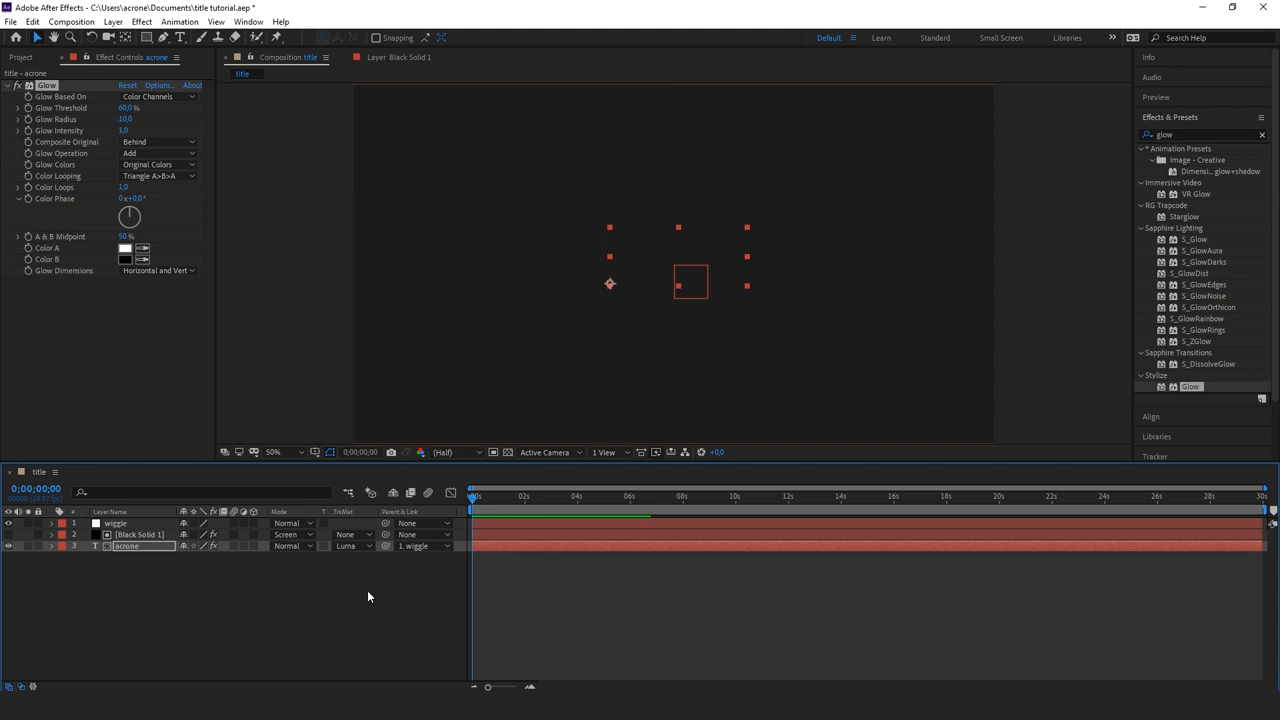 Adobe After Effects - C:\Users\acrone\Documents\title tutorial.aep *
File Edit Composition Layer Effect Animation View Window Help
Snapping
Default Learn Standard Small Screen Libraries Search Help
Project Effect Controls acrone
title - acrone
Glow Reset Options... About
Glow Based On Color Channels
Glow Threshold 60,0 %
Glow Radius 10,0
Glow Intensity 1,0
Composite Original Behind
Glow Operation Add
Glow Colors Original Colors
Color Looping Triangle A>B>A
Color Loops 1,0
Color Phase 0 x+0,0°
A & B Midpoint 50 %
Color A
Color B
Glow Dimensions Horizontal and Vert
Composition title Layer Black Solid 1
title
50% 0;00;00;00 (Half) Active Camera 1 View +0,0
Info
Audio
Preview
Effects & Presets
glow
* Animation Presets
Image - Creative
Dimensi... glow+shadow
Immersive Video
VR Glow
RG Trapcode
Starglow
Sapphire Lighting
S_Glow
S_GlowAura
S_GlowDarks
S_GlowDist
S_GlowEdges
S_GlowNoise
S_GlowOrthicon
S_GlowRainbow
S_GlowRings
S_ZGlow
Sapphire Transitions
S_DissolveGlow
Stylize
Glow
Align
Libraries
Tracker
title
0;00;00;00
00000 (29.97 fps)
02s 04s 06s 08s 10s 12s 14s 16s 18s 20s 22s 24s 26s 28s 30s
# Layer Name Mode T TrkMat Parent & Link
1 wiggle Normal None
2 [Black Solid 1] Screen None None
3 T acrone Normal Luma 1. wiggle